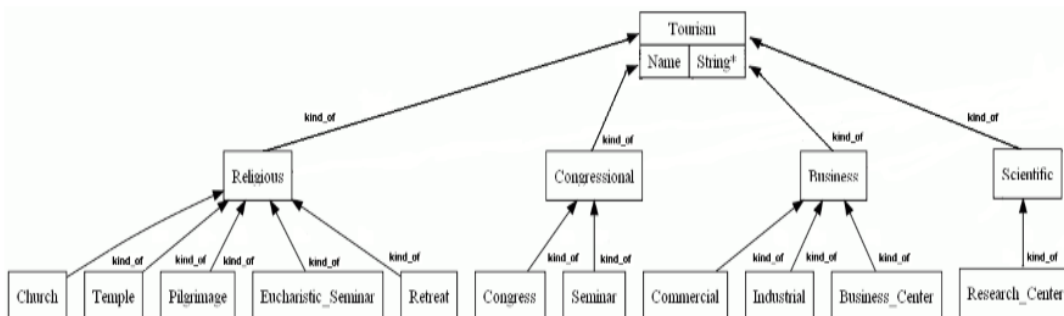 Tourism
Name String*
kind_of
kind_of
kind_of
kind_of
Religious
Congressional
Business
Scientific
kind_of
kind_of
kind_of
kind_of
kind_of
kind_of
kind_of
kind_of
kind_of
kind_of
kind_of
Church
Temple
Pilgrimage
Eucharistic_Seminar
Retreat
Congress
Seminar
Commercial
Industrial
Business_Center
Research_Center